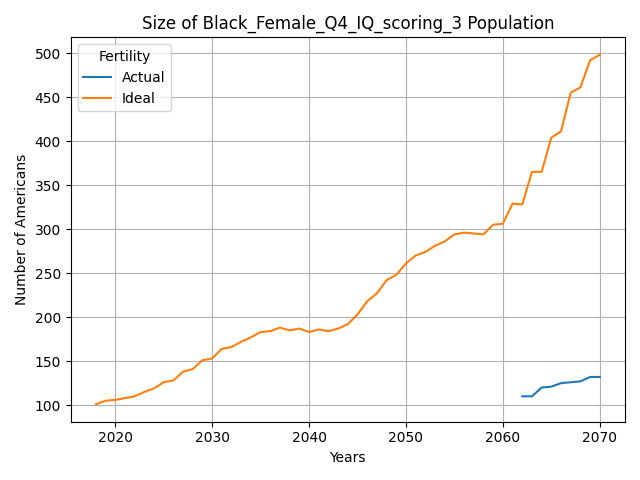 Size of Black_Female_Q4_IQ_scoring_3 Population
Fertility
Actual
Ideal
Number of Americans
500
450
400
350
300
250
200
150
100
2020 2030 2040 2050 2060 2070
Years